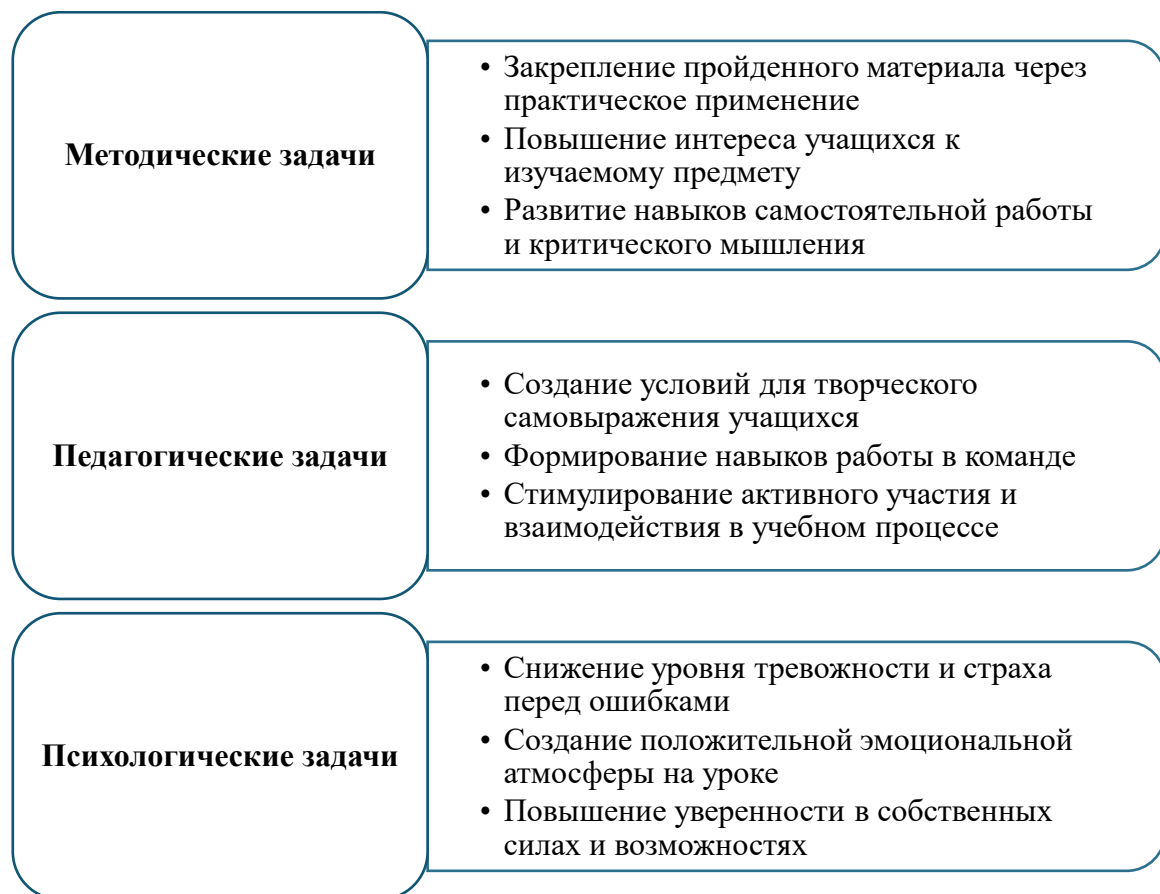 Методические задачи
• Закрепление пройденного материала через
практическое применение
• Повышение интереса учащихся к
изучаемому предмету
• Развитие навыков самостоятельной работы
и критического мышления
Педагогические задачи
• Создание условий для творческого
самовыражения учащихся
• Формирование навыков работы в команде
• Стимулирование активного участия и
взаимодействия в учебном процессе
Психологические задачи
• Снижение уровня тревожности и страха
перед ошибками
• Создание положительной эмоциональной
атмосферы на уроке
• Повышение уверенности в собственных
силах и возможностях